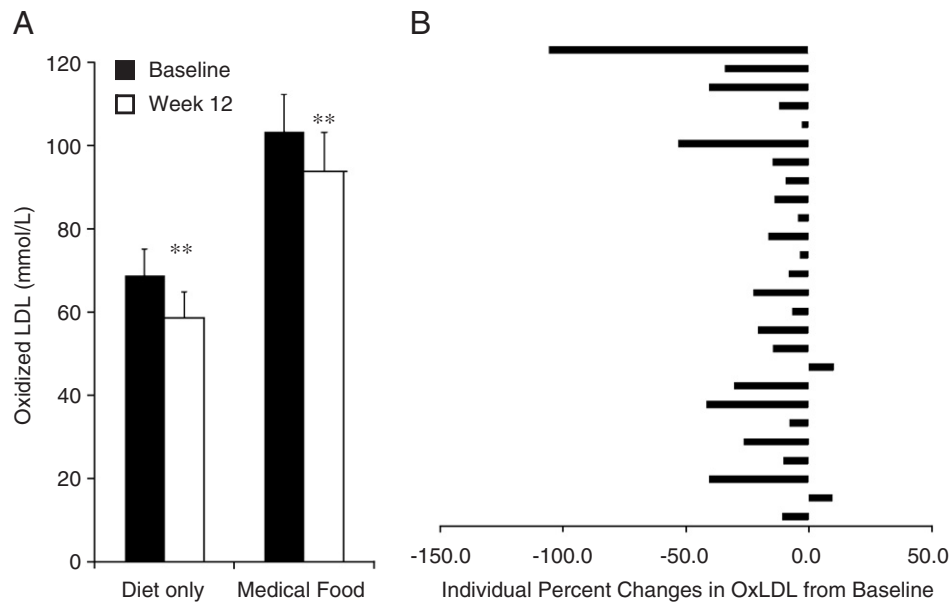 A
B
120
100
80
60
40
20
0
Oxidized LDL (mmol/L)
Baseline
Week 12
**
**
Diet only
Medical Food
-150.0
-100.0
-50.0
0.0
50.0
Individual Percent Changes in OxLDL from Baseline